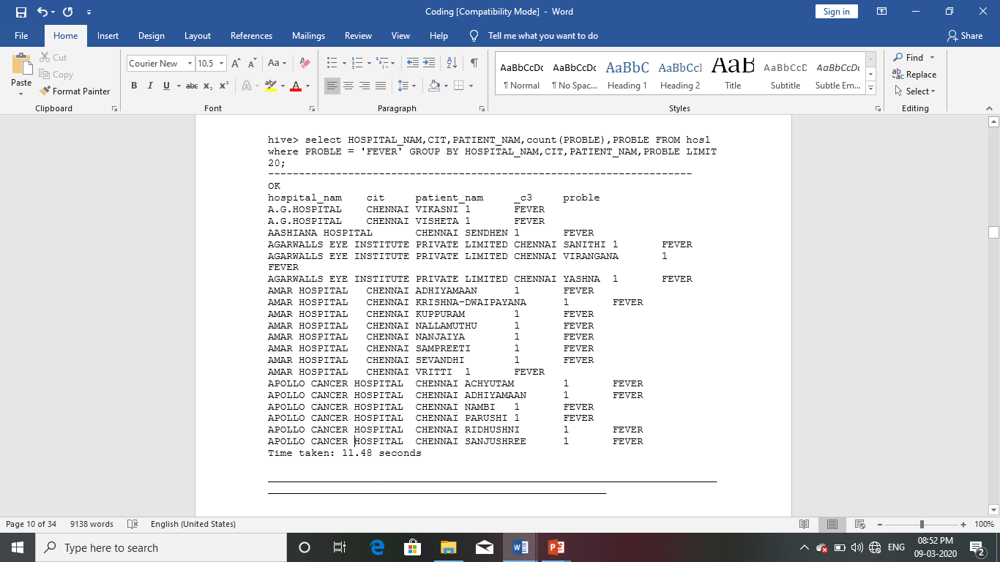 Coding [Compatibility Mode] - Word
Sign in
File Home Insert Design Layout References Mailings Review View Help Tell me what you want to do Share
Paste
Cut
Copy
Format Painter
Clipboard
Courier New 10.5
Font
Paragraph
AaBbCcDc AaBbCcDc AaBbC AaBbCcI AaB AaBbCcD AaBbCcDc
¶ Normal ¶ No Spac... Heading 1 Heading 2 Title Subtitle Subtle Em...
Styles
Find
Replace
Select
Editing
hive> select HOSPITAL_NAM,CIT,PATIENT_NAM,count(PROBLE),PROBLE FROM hos1
where PROBLE = 'FEVER' GROUP BY HOSPITAL_NAM,CIT,PATIENT_NAM,PROBLE LIMIT
20;
---------------------------------------------------------------------
OK
hospital_nam cit patient_nam _c3 proble
A.G.HOSPITAL CHENNAI VIKASNI 1 FEVER
A.G.HOSPITAL CHENNAI VISHETA 1 FEVER
AASHIANA HOSPITAL CHENNAI SENDHEN 1 FEVER
AGARWALLS EYE INSTITUTE PRIVATE LIMITED CHENNAI SANITHI 1 FEVER
AGARWALLS EYE INSTITUTE PRIVATE LIMITED CHENNAI VIRANGANA 1
FEVER
AGARWALLS EYE INSTITUTE PRIVATE LIMITED CHENNAI YASHNA 1 FEVER
AMAR HOSPITAL CHENNAI ADHIYAMAAN 1 FEVER
AMAR HOSPITAL CHENNAI KRISHNA-DWAIPAYANA 1 FEVER
AMAR HOSPITAL CHENNAI KUPPURAM 1 FEVER
AMAR HOSPITAL CHENNAI NALLAMUTHU 1 FEVER
AMAR HOSPITAL CHENNAI NANJAIYA 1 FEVER
AMAR HOSPITAL CHENNAI SAMPREETI 1 FEVER
AMAR HOSPITAL CHENNAI SEVANDHI 1 FEVER
AMAR HOSPITAL CHENNAI VRITTI 1 FEVER
APOLLO CANCER HOSPITAL CHENNAI ACHYUTAM 1 FEVER
APOLLO CANCER HOSPITAL CHENNAI ADHIYAMAAN 1 FEVER
APOLLO CANCER HOSPITAL CHENNAI NAMBI 1 FEVER
APOLLO CANCER HOSPITAL CHENNAI PARUSHI 1 FEVER
APOLLO CANCER HOSPITAL CHENNAI RIDHUSHNI 1 FEVER
APOLLO CANCER HOSPITAL CHENNAI SANJUSHREE 1 FEVER
Time taken: 11.48 seconds
Page 10 of 34 9138 words English (United States) 100%
Type here to search
ENG
08:52 PM
09-03-2020
2